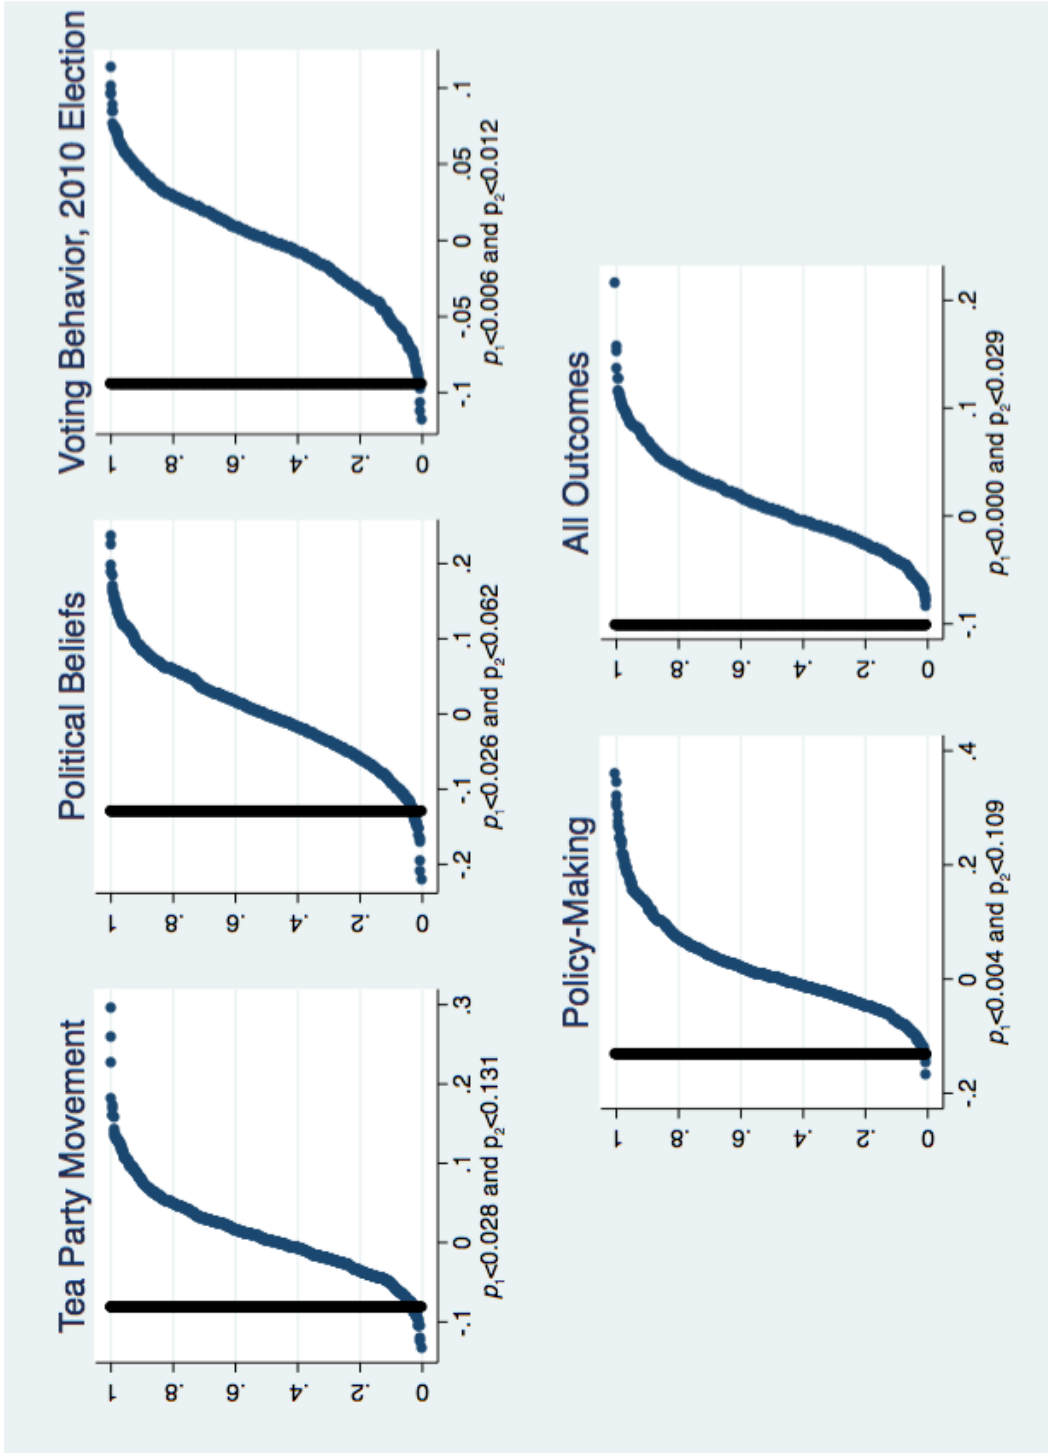 Tea Party Movement
0 .2 .4 .6 .8 1
-.1 0 .1 .2 .3
p₁<0.028 and p₂<0.131
Political Beliefs
0 .2 .4 .6 .8 1
-.2 -.1 0 .1 .2
p₁<0.026 and p₂<0.062
Voting Behavior, 2010 Election
0 .2 .4 .6 .8 1
-.1 -.05 0 .05 .1
p₁<0.006 and p₂<0.012
Policy-Making
0 .2 .4 .6 .8 1
-.2 0 .2 .4
p₁<0.004 and p₂<0.109
All Outcomes
0 .2 .4 .6 .8 1
-.1 0 .1 .2
p₁<0.000 and p₂<0.029